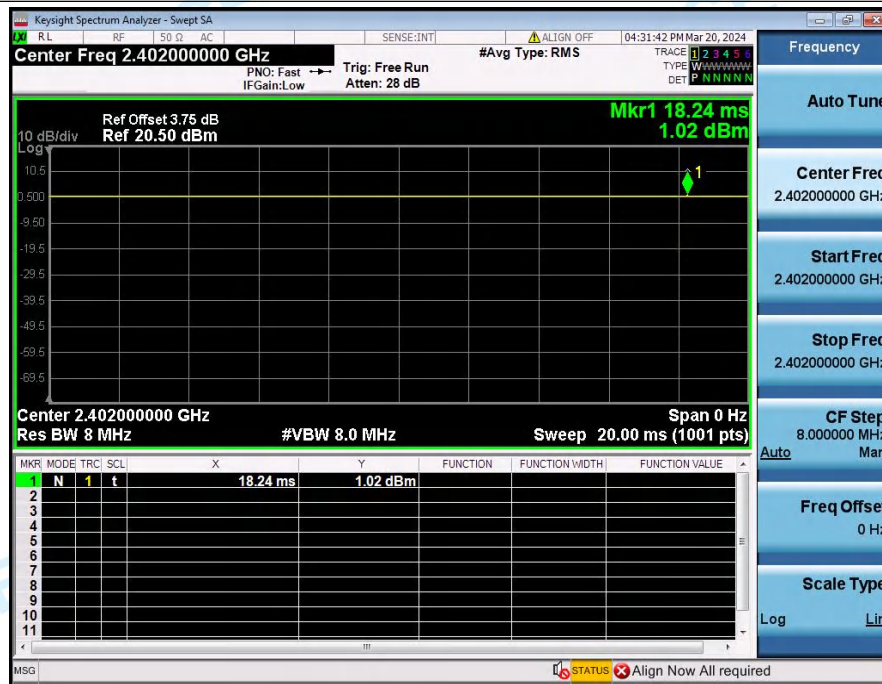 Keysight Spectrum Analyzer - Swept SA
LXI RL RF 50 Ω AC SENSE:INT ALIGN OFF 04:31:42 PM Mar 20, 2024
Center Freq 2.402000000 GHz
PNO: Fast
IFGain:Low
Trig: Free Run
Atten: 28 dB
#Avg Type: RMS
TRACE 1 2 3 4 5 6
TYPE WWWWWW
DET P N N N N N
Ref Offset 3.75 dB
Ref 20.50 dBm
10 dB/div
Log
Mkr1 18.24 ms
1.02 dBm
10.5
0.500
-9.50
-19.5
-29.5
-39.5
-49.5
-59.5
-69.5
1
Center 2.402000000 GHz
Span 0 Hz
Res BW 8 MHz #VBW 8.0 MHz Sweep 20.00 ms (1001 pts)
MKR MODE TRC SCL X Y FUNCTION FUNCTION WIDTH FUNCTION VALUE
1 N 1 t 18.24 ms 1.02 dBm
2
3
4
5
6
7
8
9
10
11
MSG STATUS Align Now All required
Frequency
Auto Tune
Center Freq
2.402000000 GHz
Start Freq
2.402000000 GHz
Stop Freq
2.402000000 GHz
CF Step
8.000000 MHz
Auto Man
Freq Offset
0 Hz
Scale Type
Log Lin